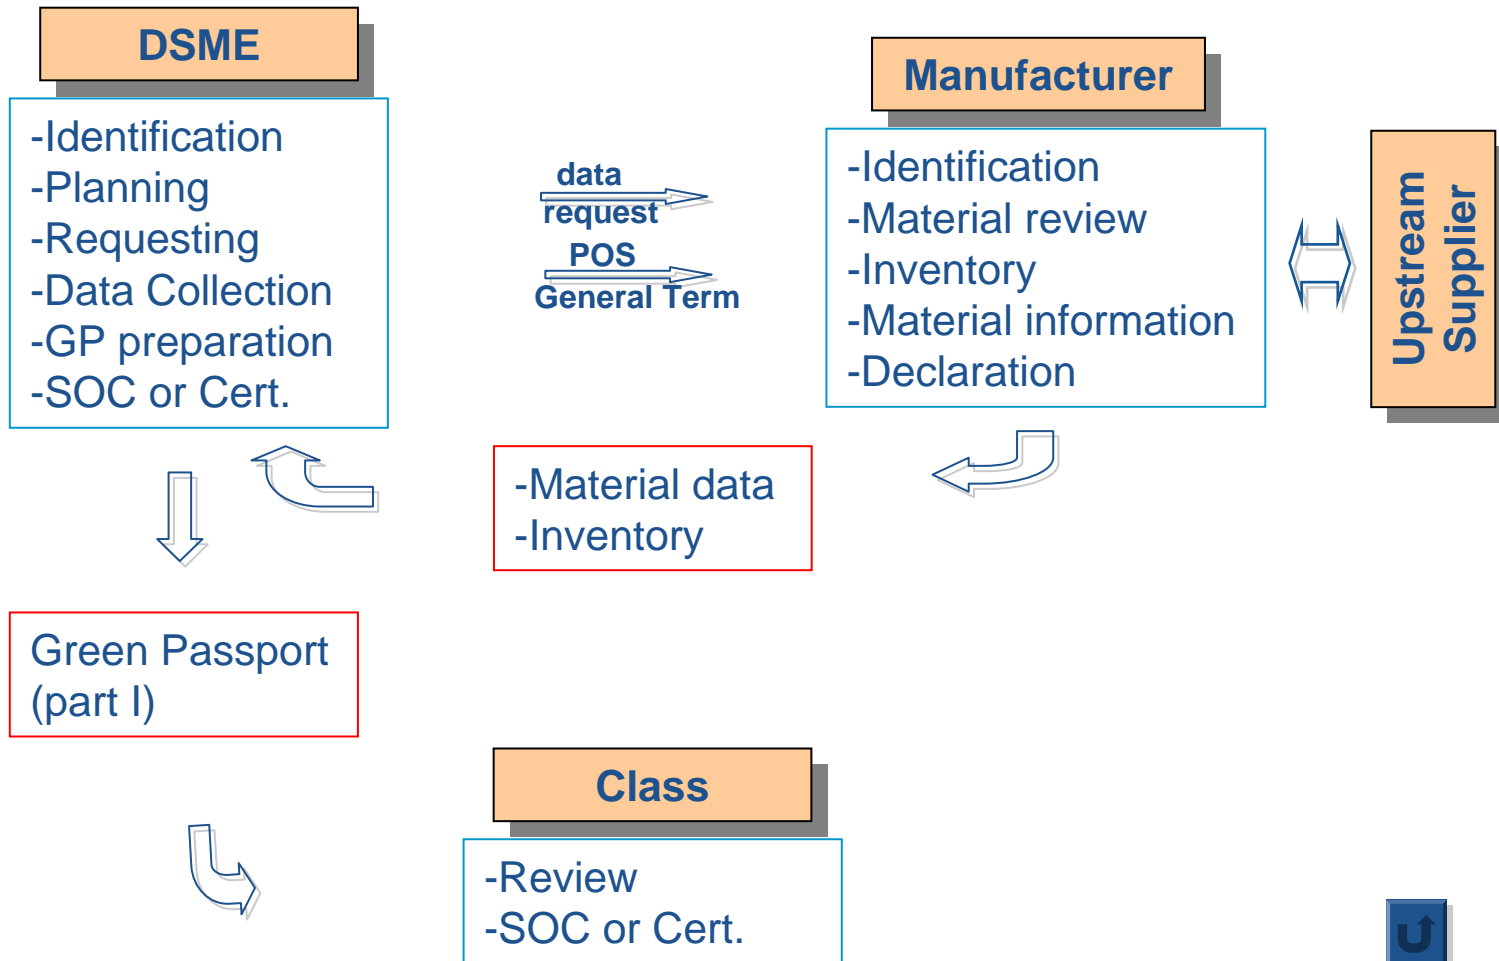 DSME
-Identification
-Planning
-Requesting
-Data Collection
-GP preparation
-SOC or Cert.
data
request
POS
General Term
Manufacturer
-Identification
-Material review
-Inventory
-Material information
-Declaration
Upstream
Supplier
-Material data
-Inventory
Green Passport
(part I)
Class
-Review
-SOC or Cert.